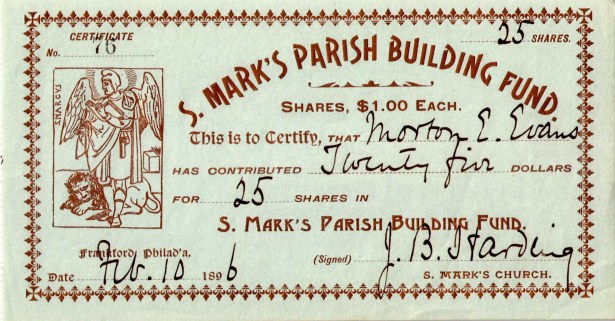 CERTIFICATE
No. 76
25 SHARES.
S. MARK'S PARISH BUILDING FUND
SHARES, $1.00 EACH.
S MARCVS
This is to Certify, THAT Morton E. Evans
HAS CONTRIBUTED Twenty five DOLLARS
FOR 25 SHARES IN
S. MARK'S PARISH BUILDING FUND.
Frankford, Philad'a,
Date Feb. 10 1896
(Signed) J. B. Harding
S. MARK'S CHURCH.